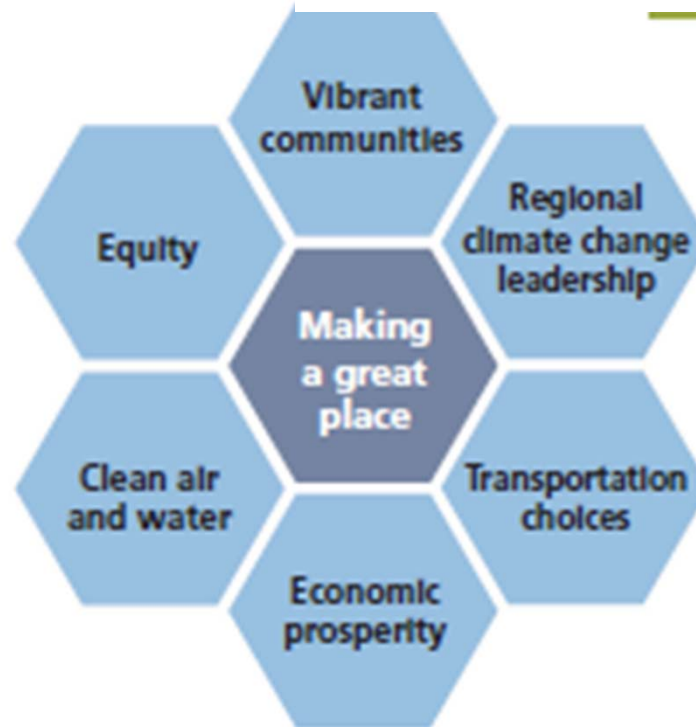 Vibrant
communities
Regional
climate change
leadership
Equity
Making
a great
place
Clean air
and water
Transportation
choices
Economic
prosperity